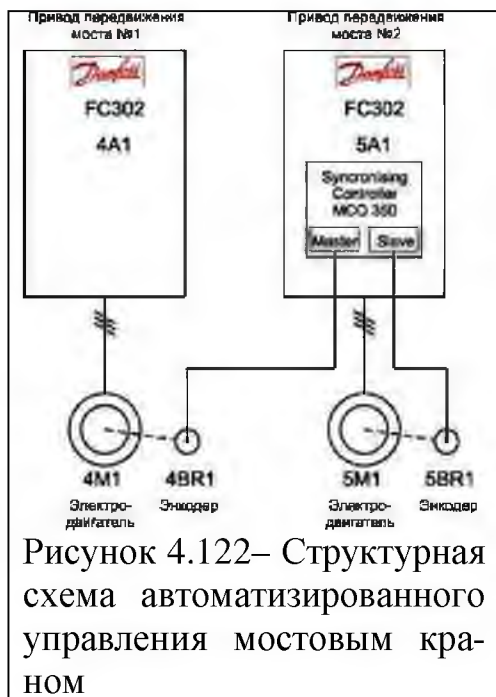 Привод передвижения
моста №1
Привод передвижения
моста №2
Danfoss
FC302
4A1
Danfoss
FC302
5A1
Syncronising
Controller
MCO 350
Master
Slave
4M1
4BR1
5M1
5BR1
Электро-
двигатель
Энкодер
Электро-
двигатель
Энкодер
Рисунок 4.122– Структурная
схема автоматизированного
управления мостовым кра-
ном